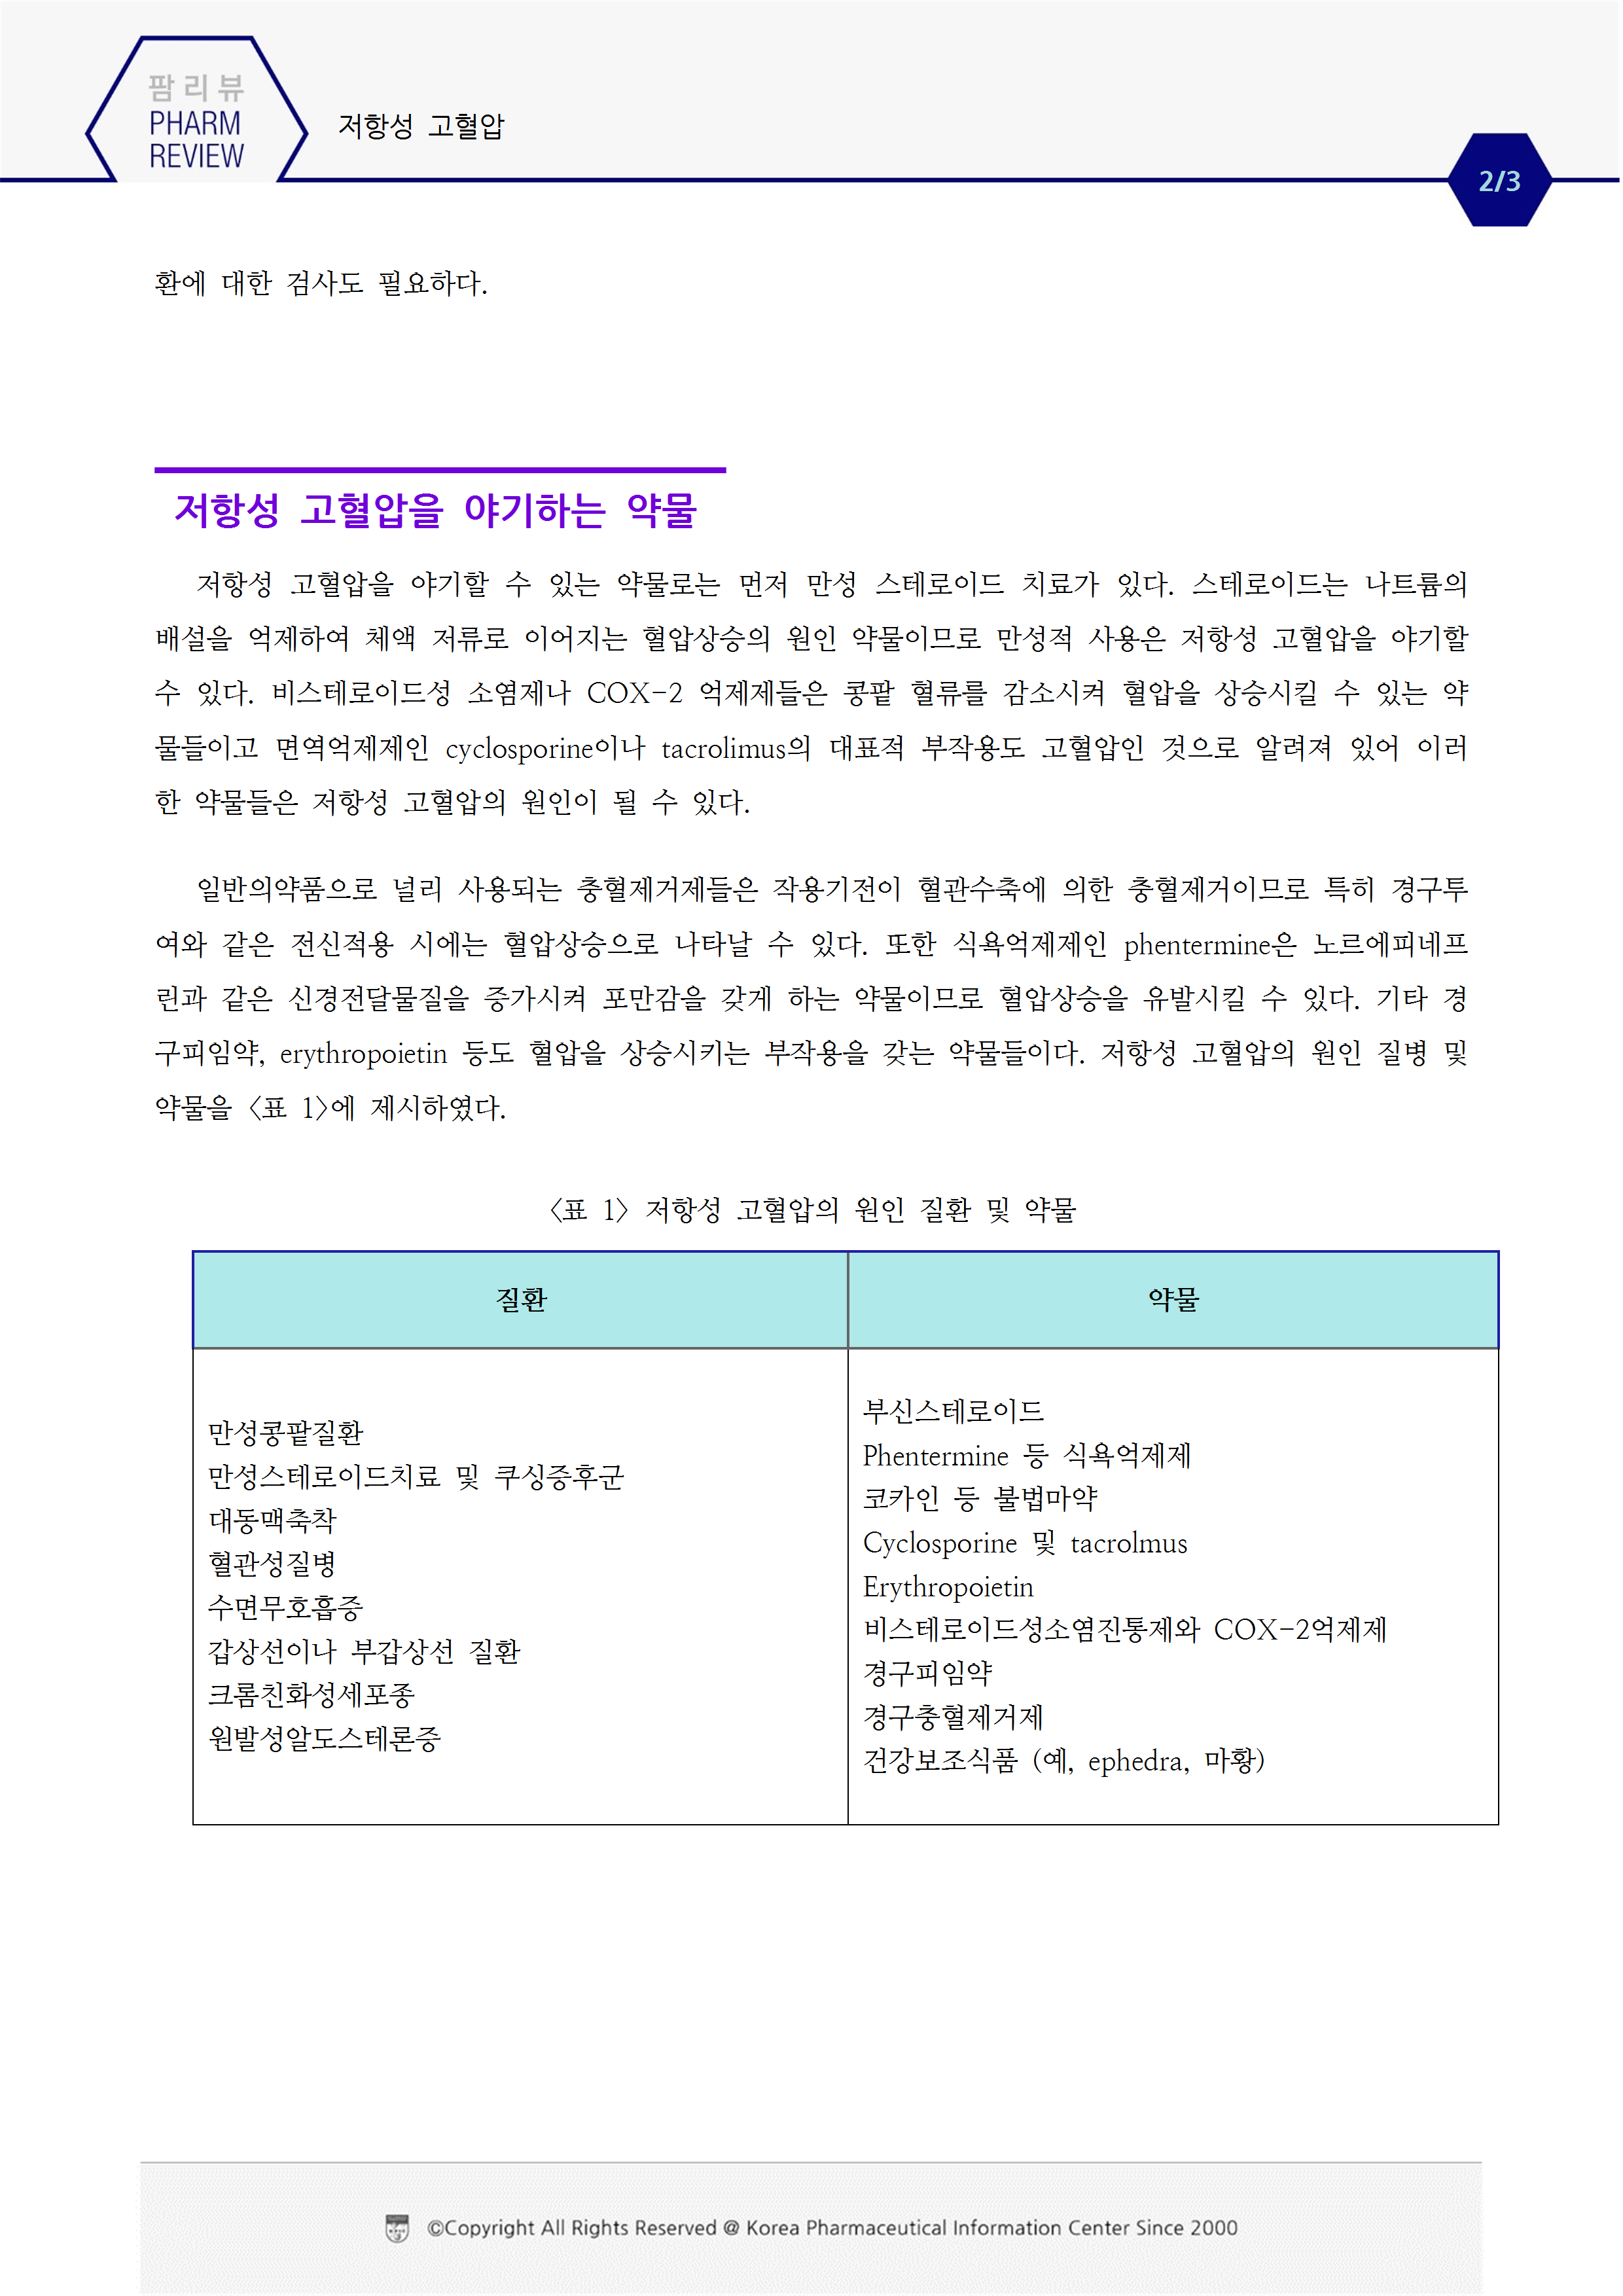 팜리뷰
PHARM
REVIEW
저항성 고혈압
2/3
환에 대한 검사도 필요하다.
저항성 고혈압을 야기하는 약물
저항성 고혈압을 야기할 수 있는 약물로는 먼저 만성 스테로이드 치료가 있다. 스테로이드는 나트륨의
배설을 억제하여 체액 저류로 이어지는 혈압상승의 원인 약물이므로 만성적 사용은 저항성 고혈압을 야기할
수 있다. 비스테로이드성 소염제나 COX-2 억제제들은 콩팥 혈류를 감소시켜 혈압을 상승시킬 수 있는 약
물들이고 면역억제제인 cyclosporine이나 tacrolimus의 대표적 부작용도 고혈압인 것으로 알려져 있어 이러
한 약물들은 저항성 고혈압의 원인이 될 수 있다.
일반의약품으로 널리 사용되는 충혈제거제들은 작용기전이 혈관수축에 의한 충혈제거이므로 특히 경구투
여와 같은 전신적용 시에는 혈압상승으로 나타날 수 있다. 또한 식욕억제제인 phentermine은 노르에피네프
린과 같은 신경전달물질을 증가시켜 포만감을 갖게 하는 약물이므로 혈압상승을 유발시킬 수 있다. 기타 경
구피임약, erythropoietin 등도 혈압을 상승시키는 부작용을 갖는 약물들이다. 저항성 고혈압의 원인 질병 및
약물을 <표 1>에 제시하였다.
<표 1> 저항성 고혈압의 원인 질환 및 약물
질환
약물
만성콩팥질환
만성스테로이드치료 및 쿠싱증후군
대동맥축착
혈관성질병
수면무호흡증
갑상선이나 부갑상선 질환
크롬친화성세포종
원발성알도스테론증
부신스테로이드
Phentermine 등 식욕억제제
코카인 등 불법마약
Cyclosporine 및 tacrolmus
Erythropoietin
비스테로이드성소염진통제와 COX-2억제제
경구피임약
경구충혈제거제
건강보조식품 (예, ephedra, 마황)
©Copyright All Rights Reserved @ Korea Pharmaceutical Information Center Since 2000